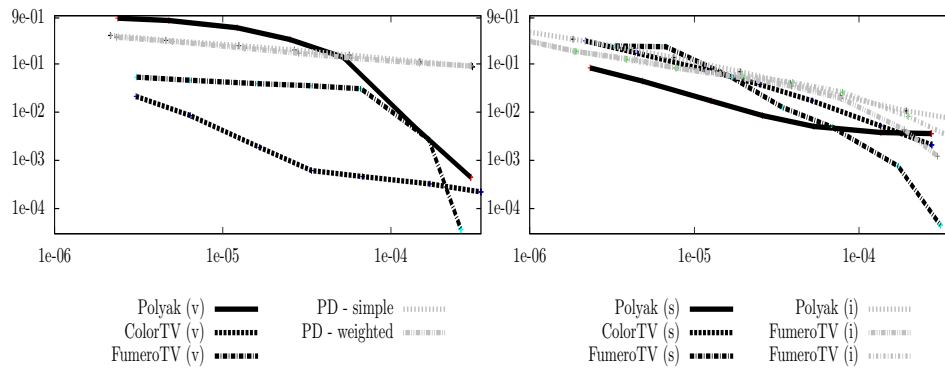 9e-01
1e-01
1e-02
1e-03
1e-04
1e-06 1e-05 1e-04
Polyak (v)
ColorTV (v)
FumeroTV (v)
PD - simple
PD - weighted
9e-01
1e-01
1e-02
1e-03
1e-04
1e-06 1e-05 1e-04
Polyak (s)
ColorTV (s)
FumeroTV (s)
Polyak (i)
FumeroTV (i)
FumeroTV (i)